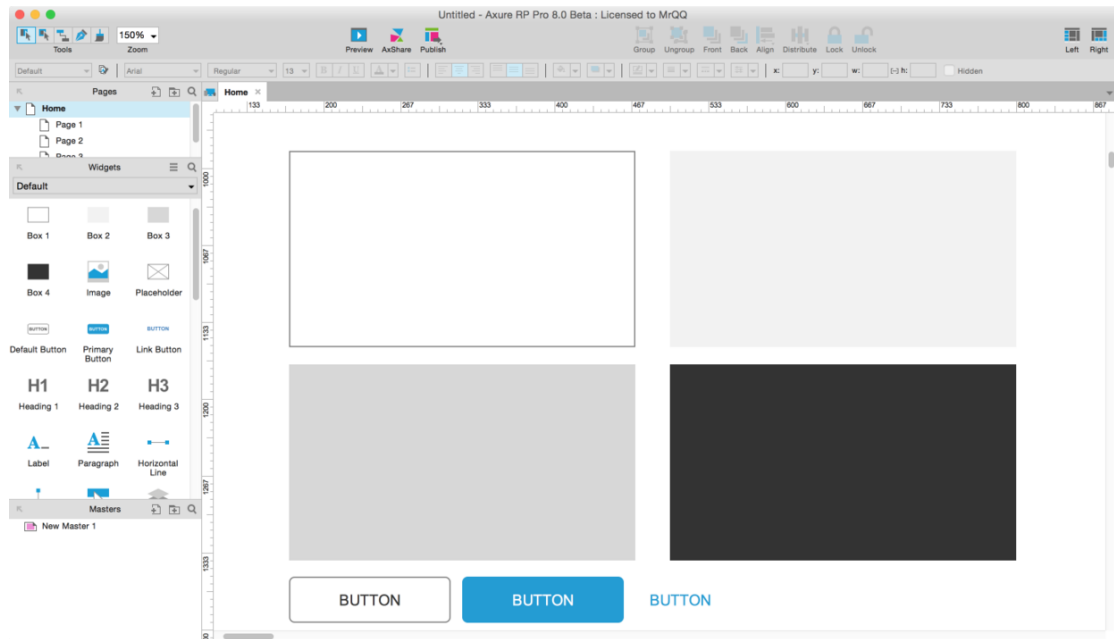 Untitled - Axure RP Pro 8.0 Beta : Licensed to MrQQ
150%
Tools Zoom Preview AxShare Publish Group Ungroup Front Back Align Distribute Lock Unlock Left Right
Default Arial Regular 13 B I U x: y: w: h: Hidden
Pages Home
133 200 267 333 400 467 533 600 667 733 800 867
Home
Page 1
Page 2
Page 3
Widgets
Default
1000
Box 1 Box 2 Box 3
1067
Box 4 Image Placeholder
BUTTON BUTTON BUTTON
1133
Default Button Primary Button Link Button
H1 H2 H3
Heading 1 Heading 2 Heading 3
1200
A_ A
Label Paragraph Horizontal Line
1267
Masters
New Master 1
1333
BUTTON BUTTON BUTTON